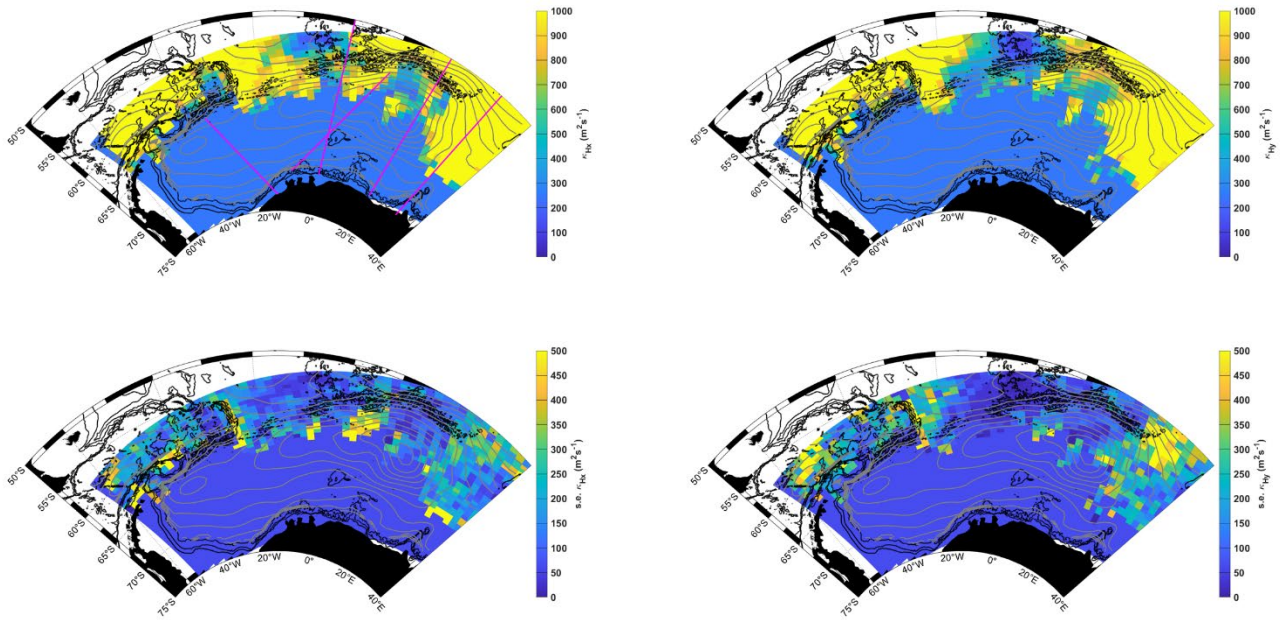 1000
900
800
700
600
500
400
300
200
100
0
κHx (m²s⁻¹)
50°S
55°S
60°S
65°S
70°S
75°S
60°W
40°W
20°W
0°
20°E
40°E
1000
900
800
700
600
500
400
300
200
100
0
κHy (m²s⁻¹)
50°S
55°S
60°S
65°S
70°S
75°S
60°W
40°W
20°W
0°
20°E
40°E
500
450
400
350
300
250
200
150
100
50
0
s.e. κHx (m²s⁻¹)
50°S
55°S
60°S
65°S
70°S
75°S
60°W
40°W
20°W
0°
20°E
40°E
500
450
400
350
300
250
200
150
100
50
0
s.e. κHy (m²s⁻¹)
50°S
55°S
60°S
65°S
70°S
75°S
60°W
40°W
20°W
0°
20°E
40°E